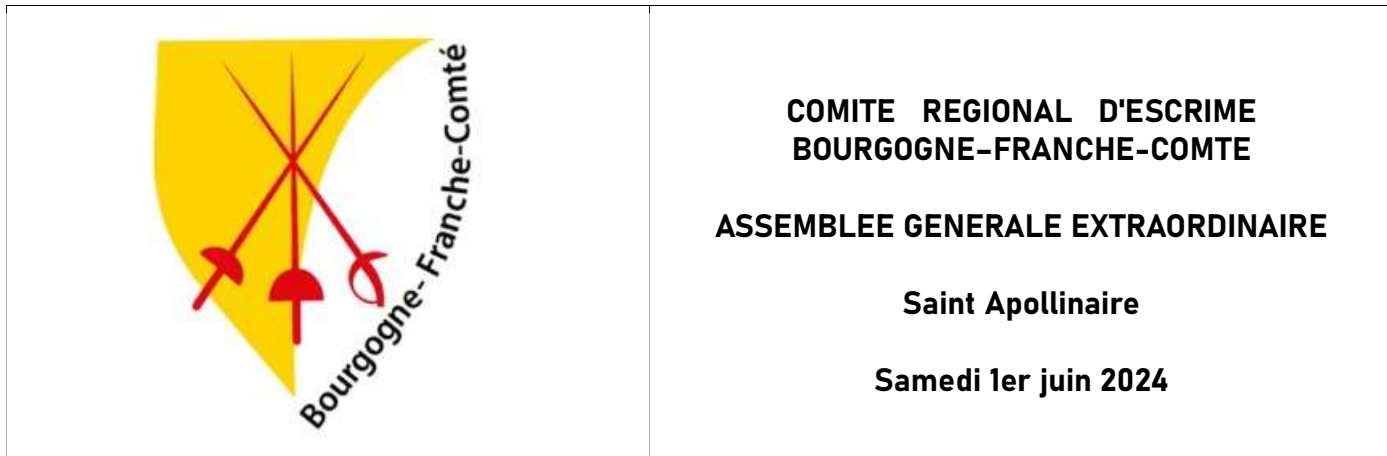 Bourgogne- Franche-Comté
COMITE REGIONAL D'ESCRIME
BOURGOGNE-FRANCHE-COMTE
ASSEMBLEE GENERALE EXTRAORDINAIRE
Saint Apollinaire
Samedi 1er juin 2024